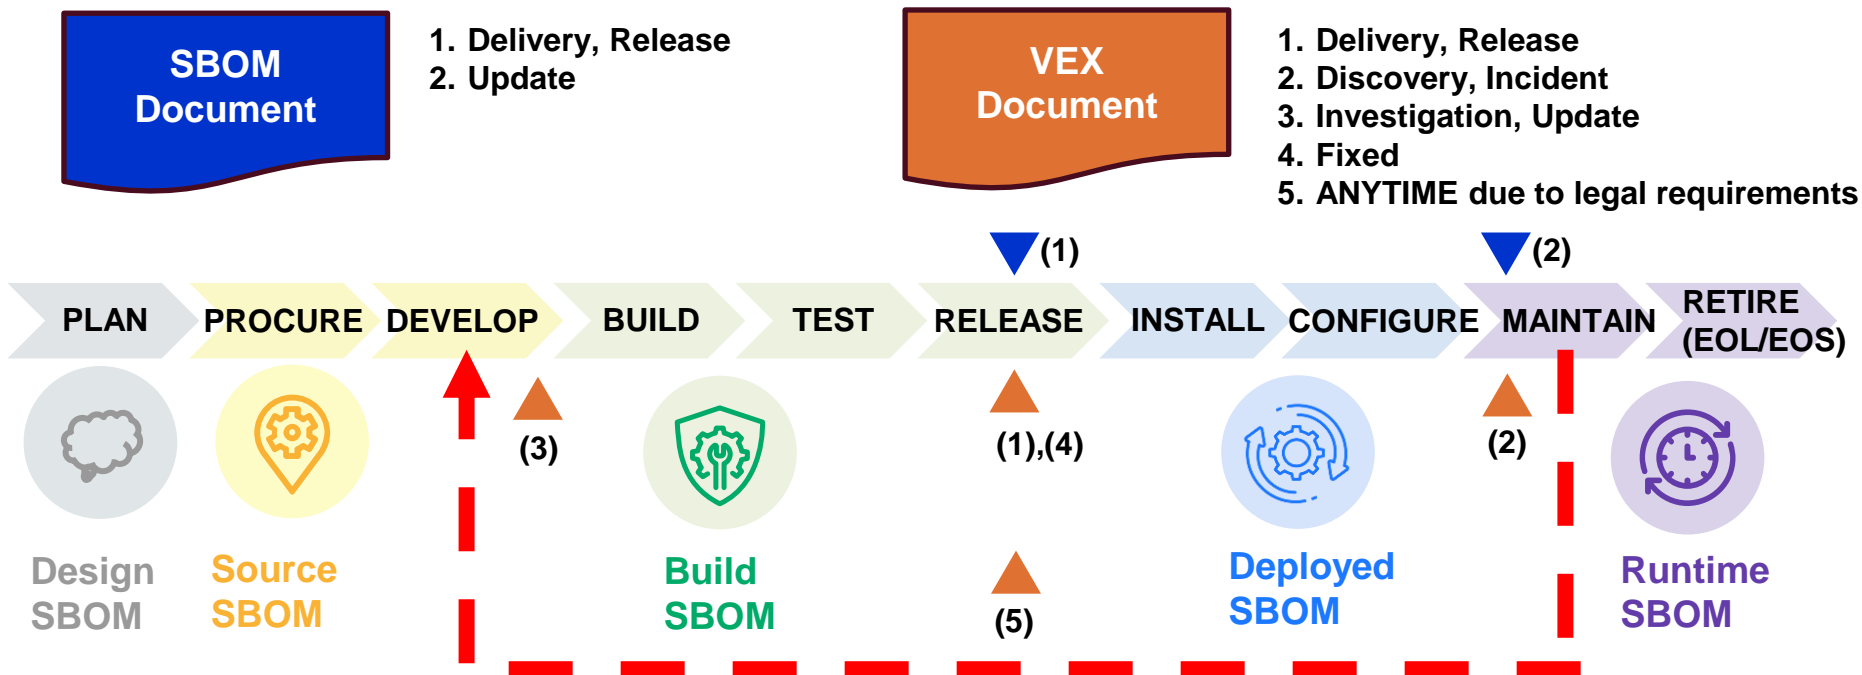 SBOM
Document
1. Delivery, Release
2. Update
VEX
Document
1. Delivery, Release
2. Discovery, Incident
3. Investigation, Update
4. Fixed
5. ANYTIME due to legal requirements
(1)
(2)
PLAN
PROCURE
DEVELOP
BUILD
TEST
RELEASE
INSTALL
CONFIGURE
MAINTAIN
RETIRE
(EOL/EOS)
(3)
(1),(4)
(2)
Design
SBOM
Source
SBOM
Build
SBOM
(5)
Deployed
SBOM
Runtime
SBOM